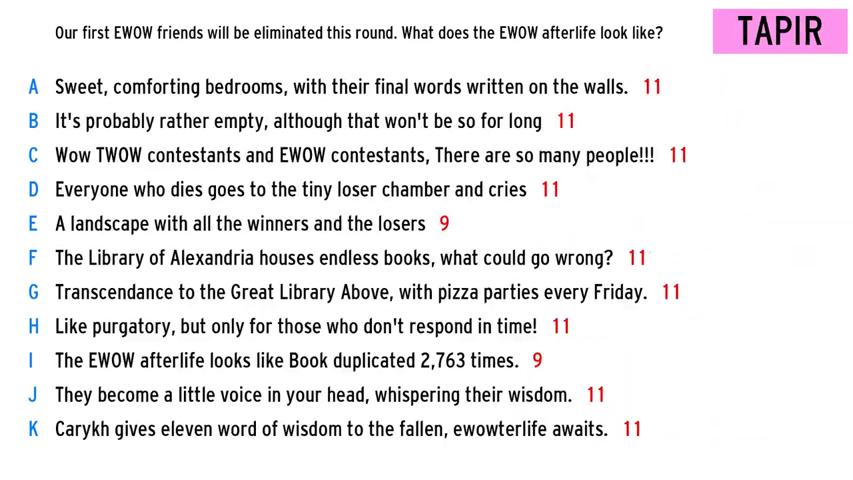 Our first EWOW friends will be eliminated this round. What does the EWOW afterlife look like?
TAPIR
A Sweet, comforting bedrooms, with their final words written on the walls. 11
B It's probably rather empty, although that won't be so for long 11
C Wow TWOW contestants and EWOW contestants, There are so many people!!! 11
D Everyone who dies goes to the tiny loser chamber and cries 11
E A landscape with all the winners and the losers 9
F The Library of Alexandria houses endless books, what could go wrong? 11
G Transcendance to the Great Library Above, with pizza parties every Friday. 11
H Like purgatory, but only for those who don't respond in time! 11
I The EWOW afterlife looks like Book duplicated 2,763 times. 9
J They become a little voice in your head, whispering their wisdom. 11
K Carykh gives eleven word of wisdom to the fallen, ewowterlife awaits. 11